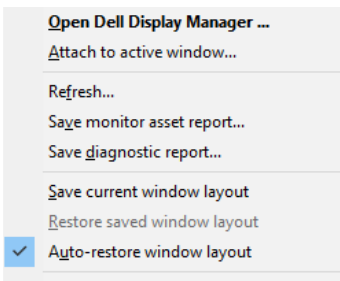 Open Dell Display Manager ...
Attach to active window...
Refresh...
Save monitor asset report...
Save diagnostic report...
Save current window layout
Restore saved window layout
Auto-restore window layout